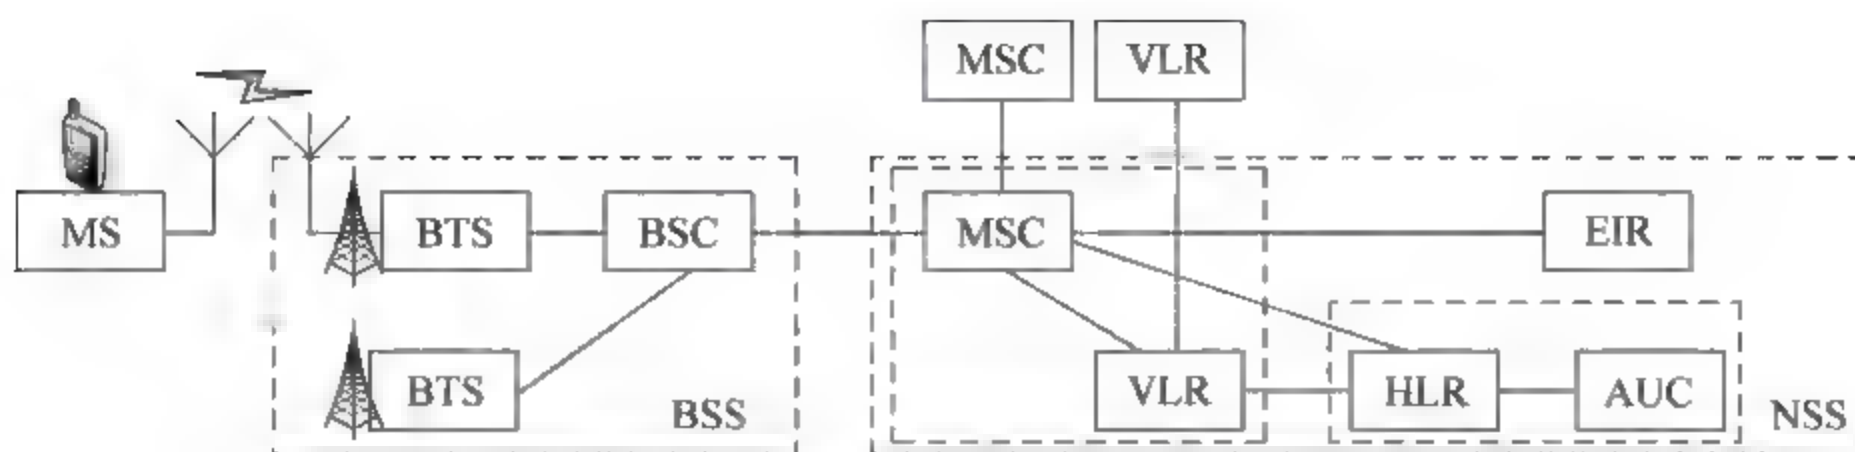 MSC VLR
MS BTS BSC MSC EIR
BTS BSS VLR HLR AUC NSS